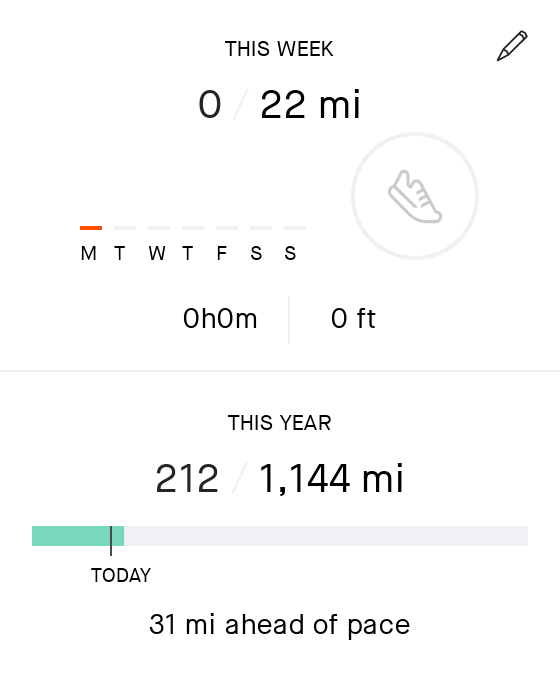 THIS WEEK
0 / 22 mi
M T W T F S S
0h0m 0 ft
THIS YEAR
212 / 1,144 mi
TODAY
31 mi ahead of pace